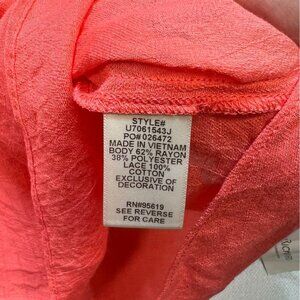 STYLE#
U7061543J
PO# 026472
MADE IN VIETNAM
BODY 62% RAYON
38% POLYESTER
LACE 100%
COTTON
EXCLUSIVE OF
DECORATION
RN#95619
SEE REVERSE
FOR CARE